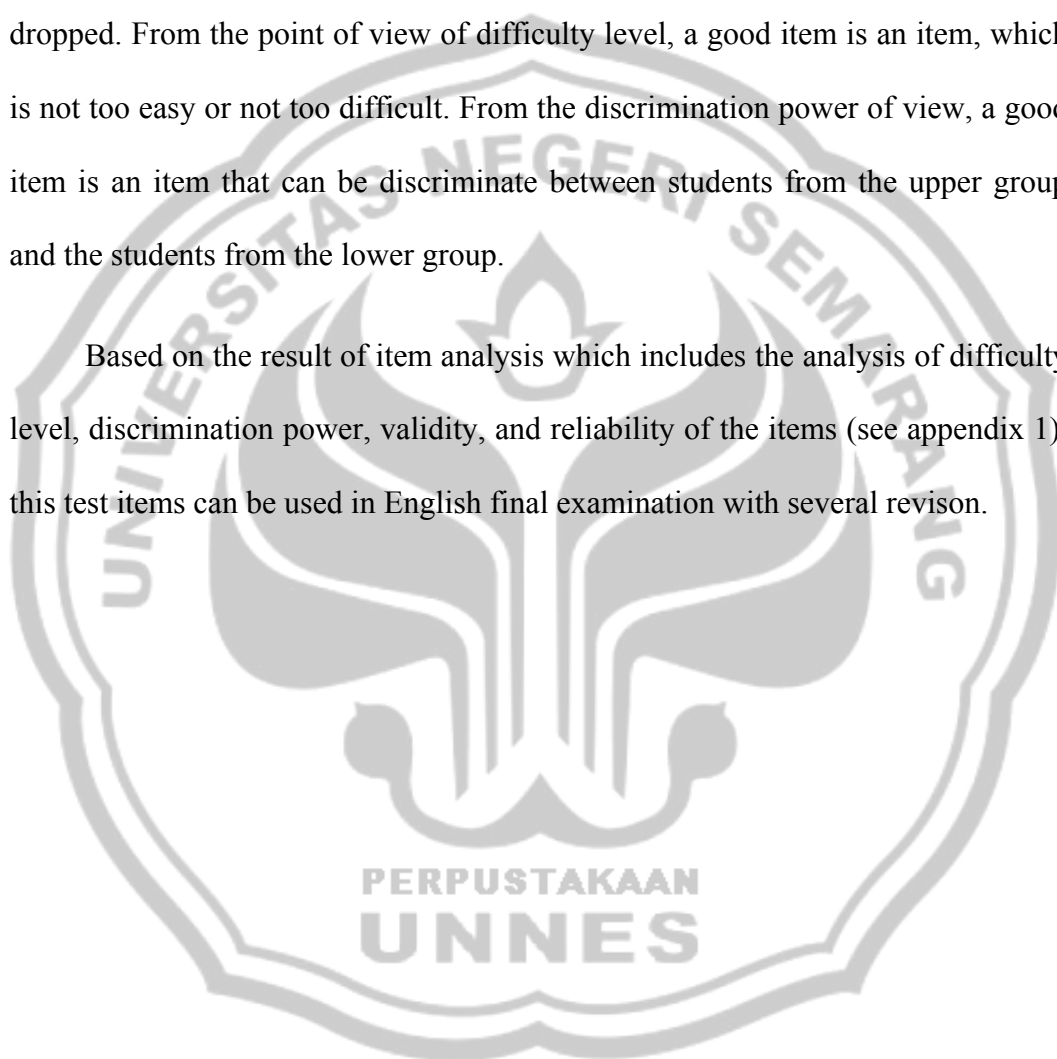 dropped. From the point of view of difficulty level, a good item is an item, which
is not too easy or not too difficult. From the discrimination power of view, a good
item is an item that can be discriminate between students from the upper group
and the students from the lower group.
Based on the result of item analysis which includes the analysis of difficulty
level, discrimination power, validity, and reliability of the items (see appendix 1)
this test items can be used in English final examination with several revison.
UNIVERSITAS NEGERI SEMARANG
PERPUSTAKAAN
UNNES